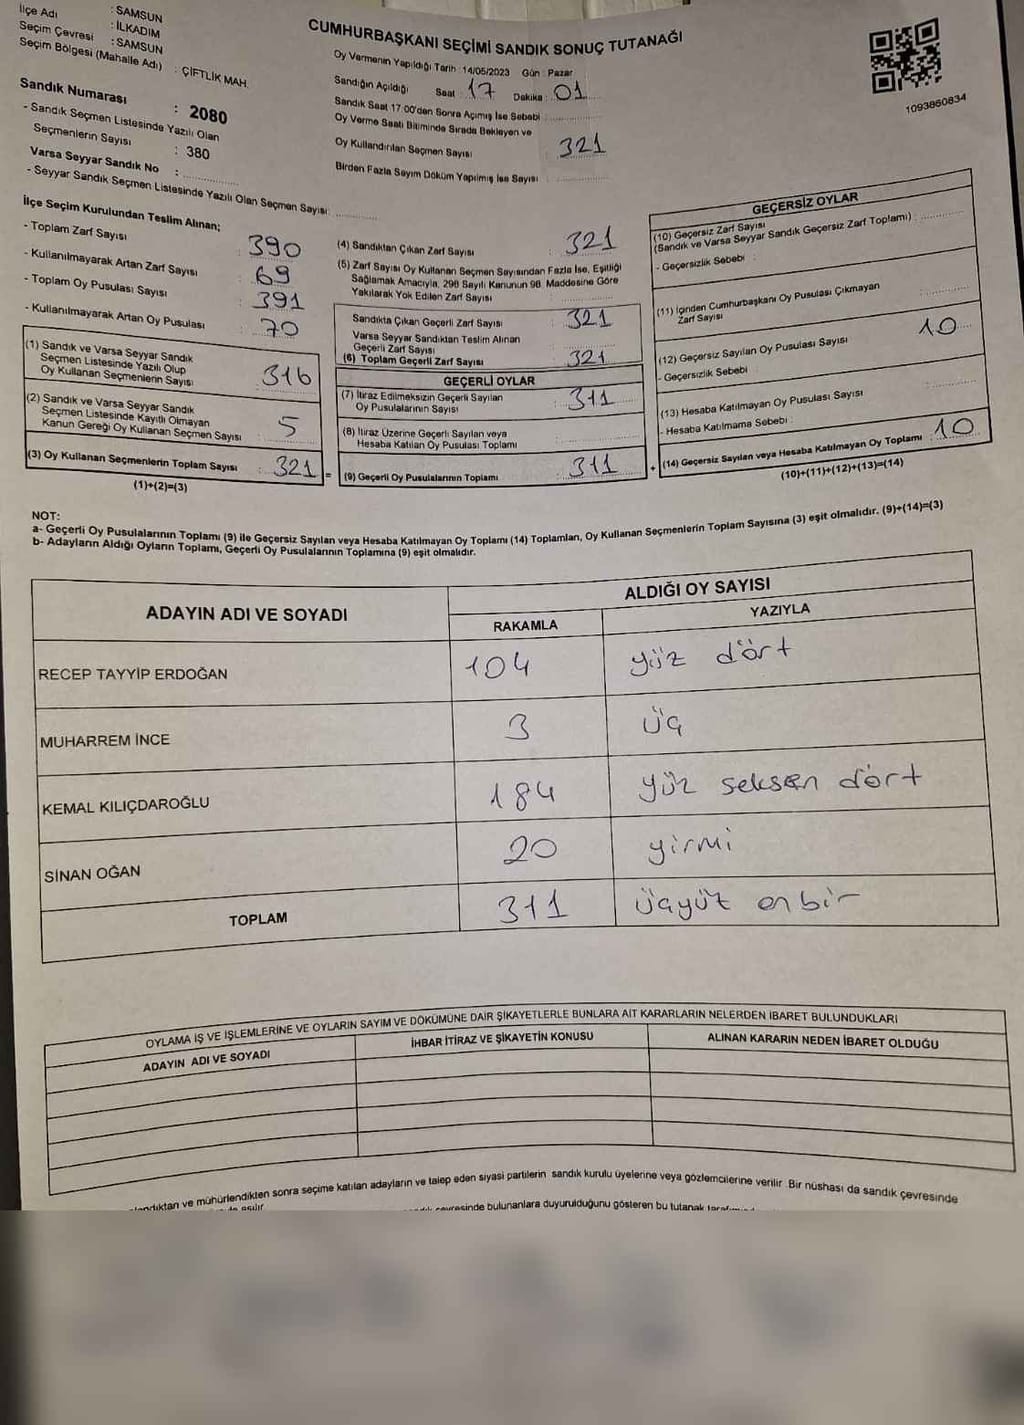 İlçe Adı : SAMSUN
: İLKADIM
Seçim Çevresi : SAMSUN
Seçim Bölgesi (Mahalle Adı) : ÇİFTLİK MAH.
Sandık Numarası : 2080
- Sandık Seçmen Listesinde Yazılı Olan
Seçmenlerin Sayısı : 380
Varsa Seyyar Sandık No :
- Seyyar Sandık Seçmen Listesinde Yazılı Olan Seçmen Sayısı:
CUMHURBAŞKANI SEÇİMİ SANDIK SONUÇ TUTANAĞI
Oy Vermenin Yapıldığı Tarih : 14/05/2023 Gün : Pazar
Sandığın Açıldığı Saat 17 Dakika : 01
Sandık Saat 17:00'den Sonra Açılmış İse Sebebi :
Oy Verme Saati Bitiminde Sırada Bekleyen ve
Oy Kullandırılan Seçmen Sayısı : 321
Birden Fazla Sayım Döküm Yapılmış İse Sayısı
1093860834
İlçe Seçim Kurulundan Teslim Alınan;
- Toplam Zarf Sayısı : 390
- Kullanılmayarak Artan Zarf Sayısı : 69
- Toplam Oy Pusulası Sayısı : 391
- Kullanılmayarak Artan Oy Pusulası : 70
(1) Sandık ve Varsa Seyyar Sandık
Seçmen Listesinde Yazılı Olup
Oy Kullanan Seçmenlerin Sayısı : 316
(2) Sandık ve Varsa Seyyar Sandık
Seçmen Listesinde Kayıtlı Olmayan
Kanun Gereği Oy Kullanan Seçmen Sayısı : 5
(3) Oy Kullanan Seçmenlerin Toplam Sayısı : 321 =
(1)+(2)=(3)
(4) Sandıktan Çıkan Zarf Sayısı : 321
(5) Zarf Sayısı Oy Kullanan Seçmen Sayısından Fazla İse, Eşitliği
Sağlamak Amacıyla, 298 Sayılı Kanunun 98. Maddesine Göre
Yakılarak Yok Edilen Zarf Sayısı :
Sandıkta Çıkan Geçerli Zarf Sayısı : 321
Varsa Seyyar Sandıktan Teslim Alınan
Geçerli Zarf Sayısı
(6) Toplam Geçerli Zarf Sayısı : 321
GEÇERLİ OYLAR
(7) İtiraz Edilmeksizin Geçerli Sayılan
Oy Pusulalarının Sayısı : 311
(8) İtiraz Üzerine Geçerli Sayılan veya
Hesaba Katılan Oy Pusulası Toplamı :
(9) Geçerli Oy Pusulalarının Toplamı : 311 +
GEÇERSİZ OYLAR
(10) Geçersiz Zarf Sayısı
(Sandık ve Varsa Seyyar Sandık Geçersiz Zarf Toplamı) :
- Geçersizlik Sebebi :
(11) İçinden Cumhurbaşkanı Oy Pusulası Çıkmayan
Zarf Sayısı :
(12) Geçersiz Sayılan Oy Pusulası Sayısı : 10
- Geçersizlik Sebebi :
(13) Hesaba Katılmayan Oy Pusulası Sayısı
- Hesaba Katılmama Sebebi :
(14) Geçersiz Sayılan veya Hesaba Katılmayan Oy Toplamı : 10
(10)+(11)+(12)+(13)=(14)
NOT:
a- Geçerli Oy Pusulalarının Toplamı (9) ile Geçersiz Sayılan veya Hesaba Katılmayan Oy Toplamı (14) Toplamları, Oy Kullanan Seçmenlerin Toplam Sayısına (3) eşit olmalıdır. (9)+(14)=(3)
b- Adayların Aldığı Oyların Toplamı, Geçerli Oy Pusulalarının Toplamına (9) eşit olmalıdır.
ADAYIN ADI VE SOYADI
ALDIĞI OY SAYISI
RAKAMLA YAZIYLA
RECEP TAYYİP ERDOĞAN 104 yüz dört
MUHARREM İNCE 3 üç
KEMAL KILIÇDAROĞLU 184 yüz seksen dört
SİNAN OĞAN 20 yirmi
TOPLAM 311 üçyüz onbir
OYLAMA İŞ VE İŞLEMLERİNE VE OYLARIN SAYIM VE DÖKÜMÜNE DAİR ŞİKAYETLERLE BUNLARA AİT KARARLARIN NELERDEN İBARET BULUNDUKLARI
ADAYIN ADI VE SOYADI İHBAR İTİRAZ VE ŞİKAYETİN KONUSU ALINAN KARARIN NEDEN İBARET OLDUĞU
ve mühürlendikten sonra seçime katılan adayların ve talep eden siyasi partilerin sandık kurulu üyelerine veya gözlemcilerine verilir. Bir nüshası da sandık çevresinde
bulunanlara duyurulduğunu gösteren bu tutanak